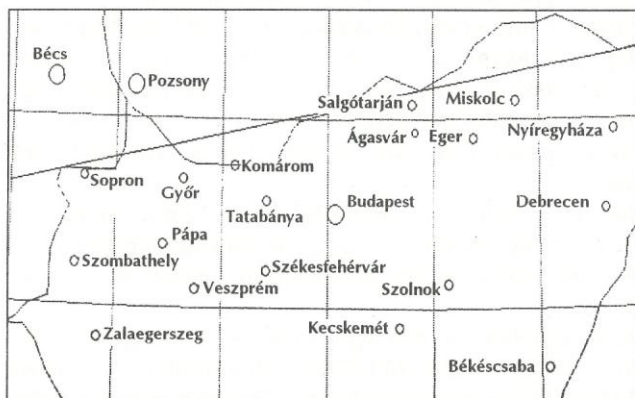 Bécs
Pozsony
Salgótarján
Miskolc
Ágasvár
Eger
Nyíregyháza
Komárom
Sopron
Győr
Tatabánya
Budapest
Debrecen
Pápa
Szombathely
Székesfehérvár
Veszprém
Szolnok
Zalaegerszeg
Kecskemét
Békéscsaba